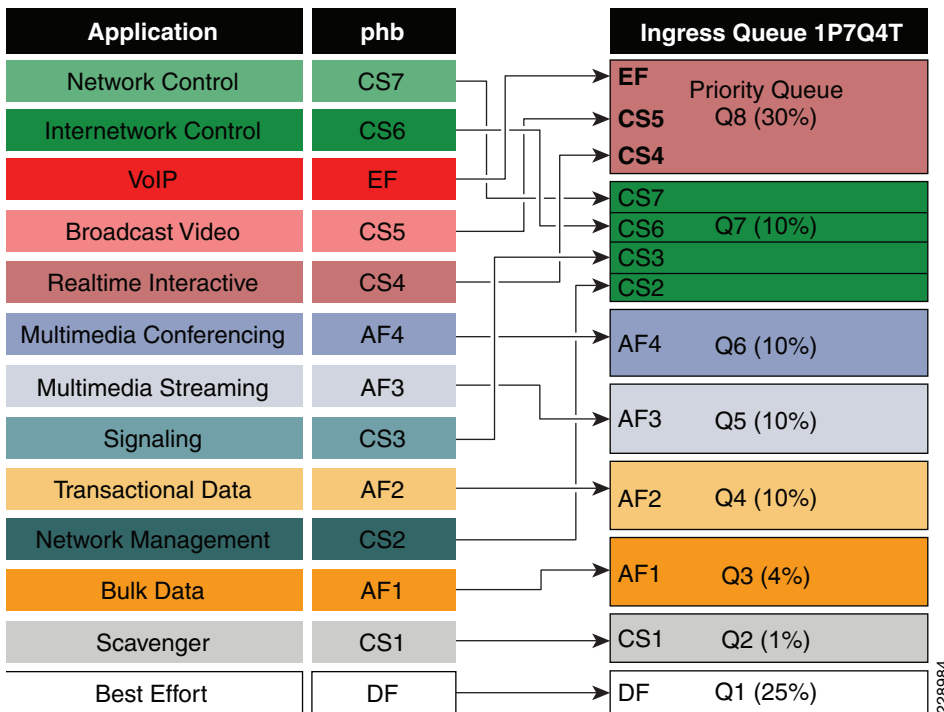 Application phb Ingress Queue 1P7Q4T
Network Control CS7
Internetwork Control CS6
VoIP EF
Broadcast Video CS5
Realtime Interactive CS4
Multimedia Conferencing AF4
Multimedia Streaming AF3
Signaling CS3
Transactional Data AF2
Network Management CS2
Bulk Data AF1
Scavenger CS1
Best Effort DF
EF
Priority Queue
CS5 Q8 (30%)
CS4
CS7
CS6 Q7 (10%)
CS3
CS2
AF4 Q6 (10%)
AF3 Q5 (10%)
AF2 Q4 (10%)
AF1 Q3 (4%)
CS1 Q2 (1%)
DF Q1 (25%)
228984